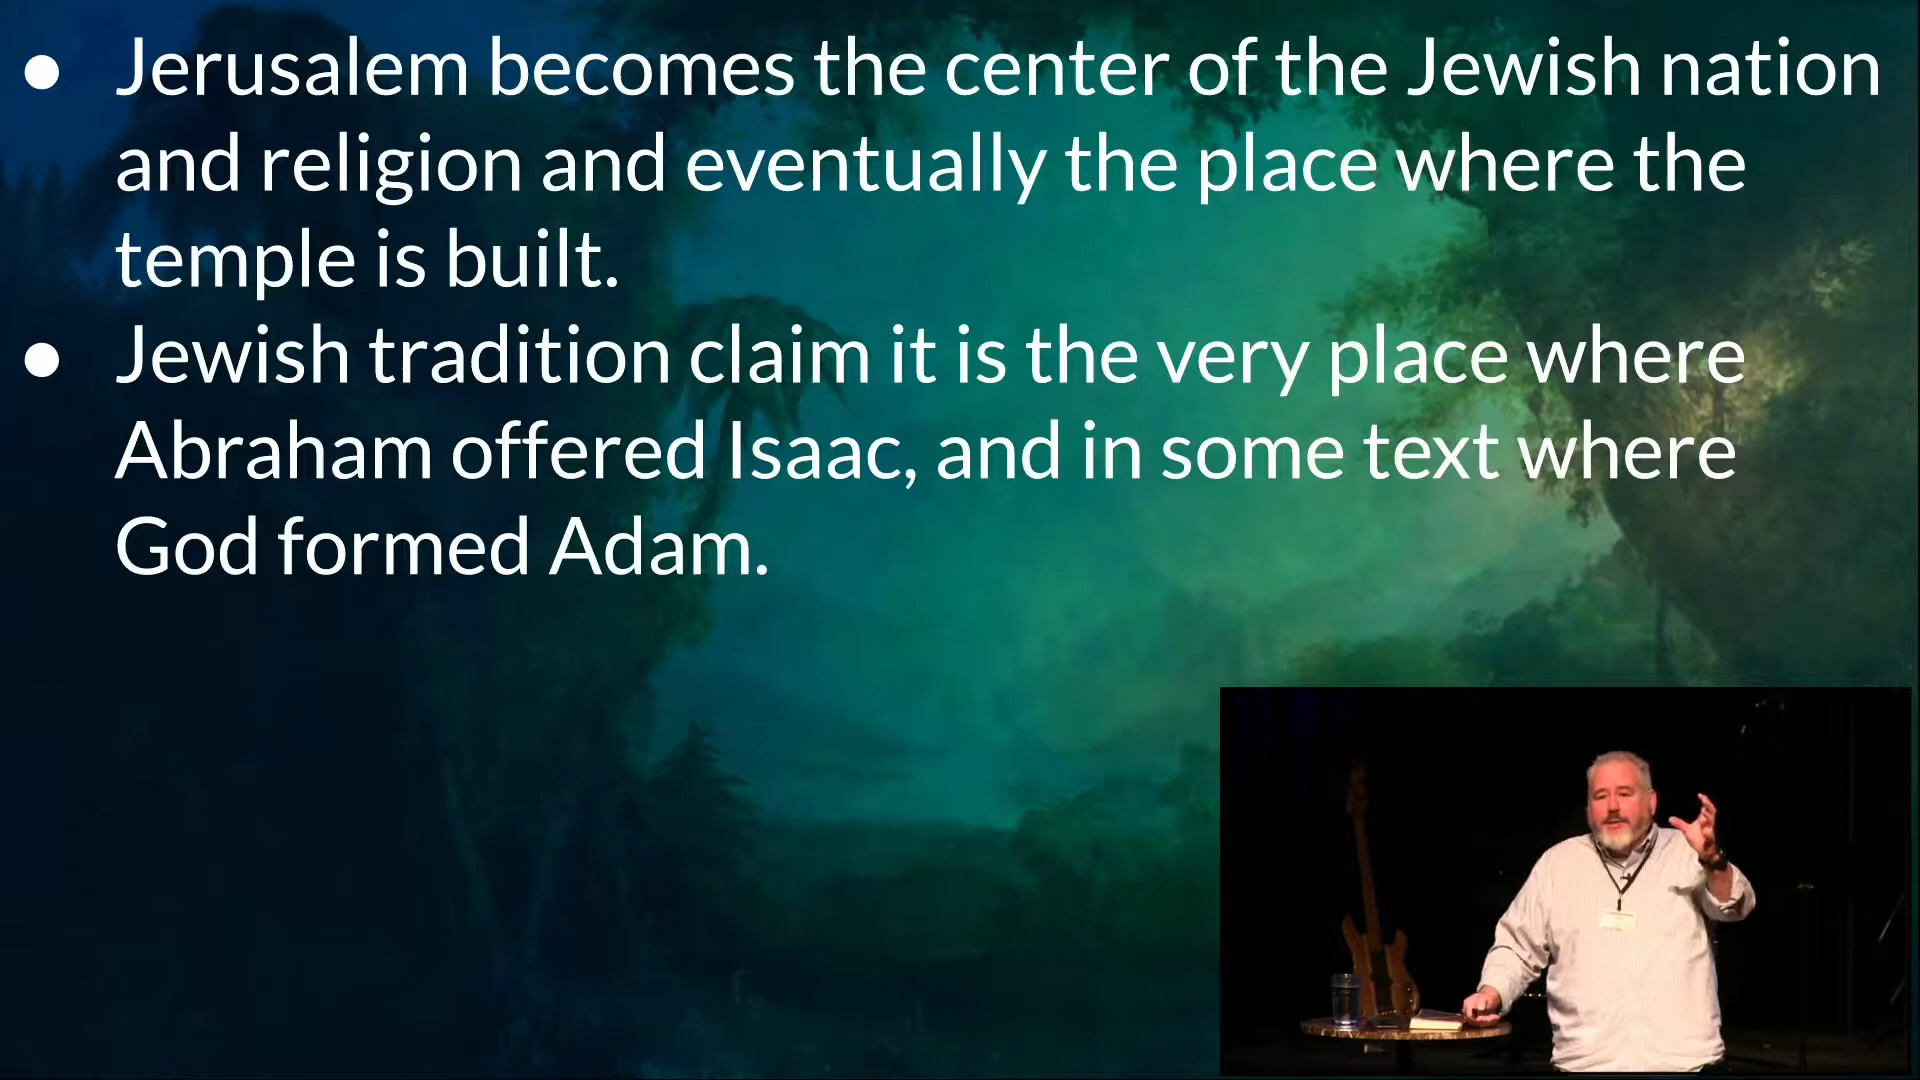 ● Jerusalem becomes the center of the Jewish nation
and religion and eventually the place where the
temple is built.
● Jewish tradition claim it is the very place where
Abraham offered Isaac, and in some text where
God formed Adam.